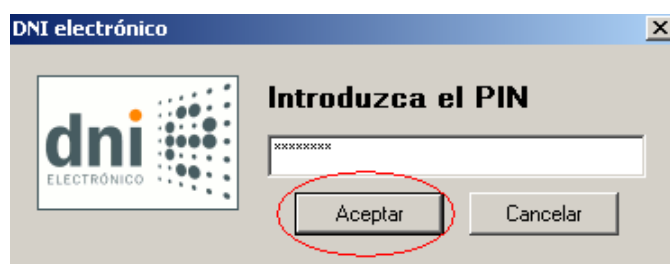 DNI electrónico
Introduzca el PIN
dni
ELECTRÓNICO
********
Aceptar
Cancelar